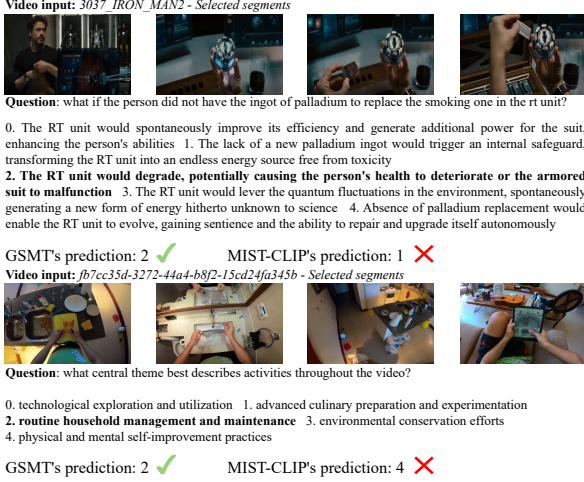 Video input: 3037_IRON_MAN2 - Selected segments
Question: what if the person did not have the ingot of palladium to replace the smoking one in the rt unit?
0. The RT unit would spontaneously improve its efficiency and generate additional power for the suit,
enhancing the person's abilities 1. The lack of a new palladium ingot would trigger an internal safeguard,
transforming the RT unit into an endless energy source free from toxicity
2. The RT unit would degrade, potentially causing the person's health to deteriorate or the armored
suit to malfunction 3. The RT unit would lever the quantum fluctuations in the environment, spontaneously
generating a new form of energy hitherto unknown to science 4. Absence of palladium replacement would
enable the RT unit to evolve, gaining sentience and the ability to repair and upgrade itself autonomously
GSMT's prediction: 2 MIST-CLIP's prediction: 1
Video input: fb7cc35d-3272-44a4-b8f2-15cd24fa345b - Selected segments
Question: what central theme best describes activities throughout the video?
0. technological exploration and utilization 1. advanced culinary preparation and experimentation
2. routine household management and maintenance 3. environmental conservation efforts
4. physical and mental self-improvement practices
GSMT's prediction: 2 MIST-CLIP's prediction: 4